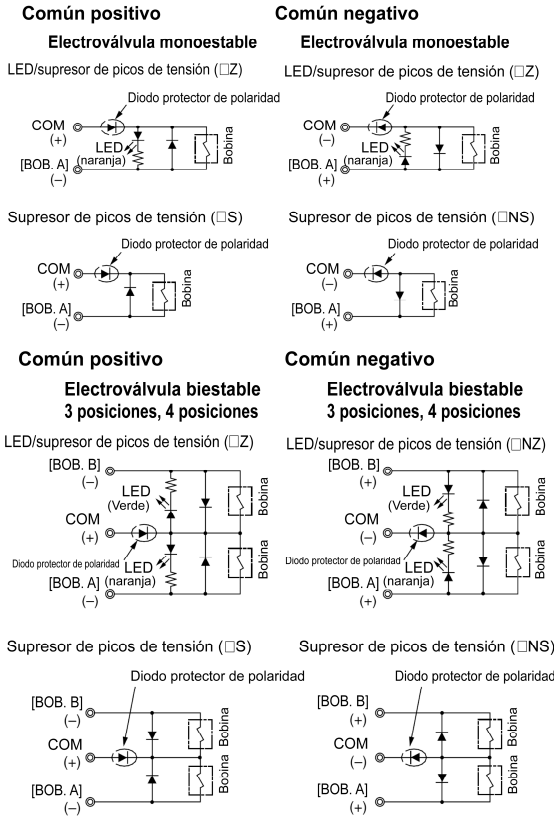 Común positivo
Común negativo
Electroválvula monoestable
Electroválvula monoestable
LED/supresor de picos de tensión (□Z)
LED/supresor de picos de tensión (□Z)
Diodo protector de polaridad
Diodo protector de polaridad
COM
(+)
LED
(naranja)
[BOB. A]
(–)
Bobina
COM
(–)
LED
(naranja)
[BOB. A]
(+)
Bobina
Supresor de picos de tensión (□S)
Supresor de picos de tensión (□NS)
Diodo protector de polaridad
Diodo protector de polaridad
COM
(+)
[BOB. A]
(–)
Bobina
COM
(–)
[BOB. A]
(+)
Bobina
Común positivo
Común negativo
Electroválvula biestable
3 posiciones, 4 posiciones
Electroválvula biestable
3 posiciones, 4 posiciones
LED/supresor de picos de tensión (□Z)
LED/supresor de picos de tensión (□NZ)
[BOB. B]
(–)
LED
(Verde)
Bobina
COM
(+)
Diodo protector de polaridad
LED
(naranja)
Bobina
[BOB. A]
(–)
[BOB. B]
(+)
LED
(Verde)
Bobina
COM
(–)
Diodo protector de polaridad
LED
(naranja)
Bobina
[BOB. A]
(+)
Supresor de picos de tensión (□S)
Supresor de picos de tensión (□NS)
Diodo protector de polaridad
Diodo protector de polaridad
[BOB. B]
(–)
Bobina
COM
(+)
Bobina
[BOB. A]
(–)
[BOB. B]
(+)
Bobina
COM
(–)
Bobina
[BOB. A]
(+)